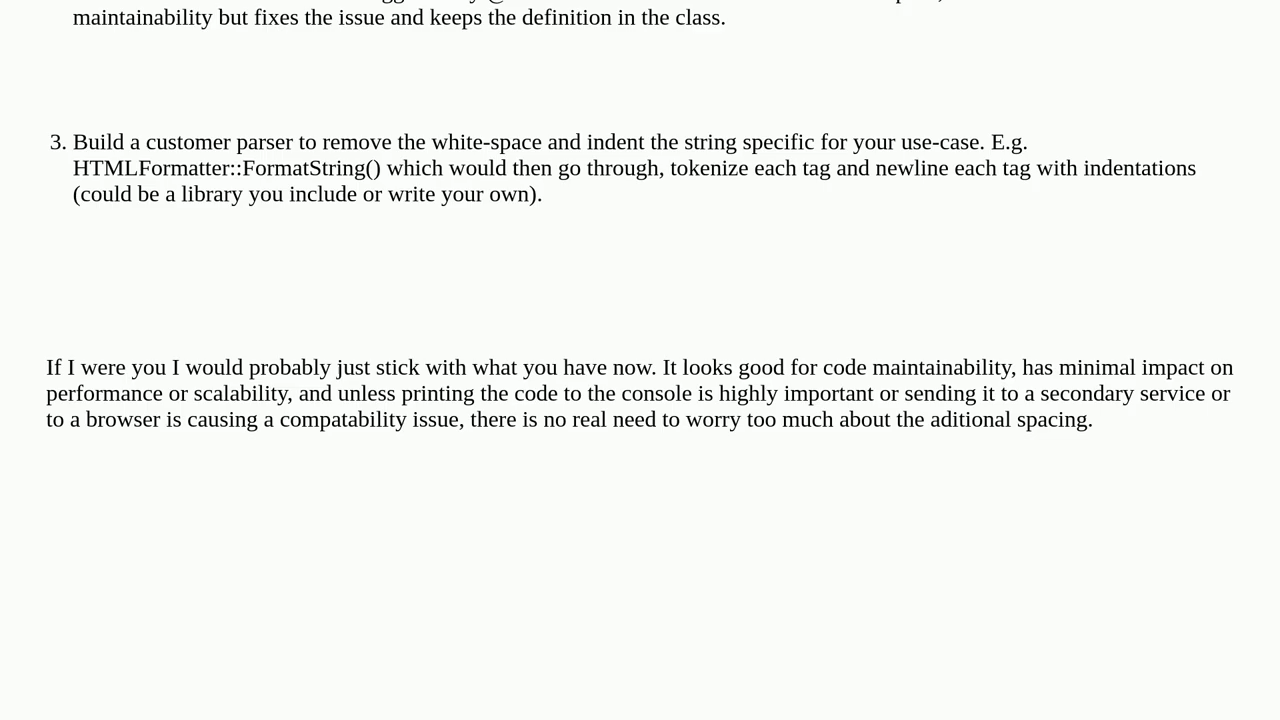 maintainability but fixes the issue and keeps the definition in the class.
3. Build a customer parser to remove the white-space and indent the string specific for your use-case. E.g.
HTMLFormatter::FormatString() which would then go through, tokenize each tag and newline each tag with indentations
(could be a library you include or write your own).
If I were you I would probably just stick with what you have now. It looks good for code maintainability, has minimal impact on
performance or scalability, and unless printing the code to the console is highly important or sending it to a secondary service or
to a browser is causing a compatability issue, there is no real need to worry too much about the aditional spacing.